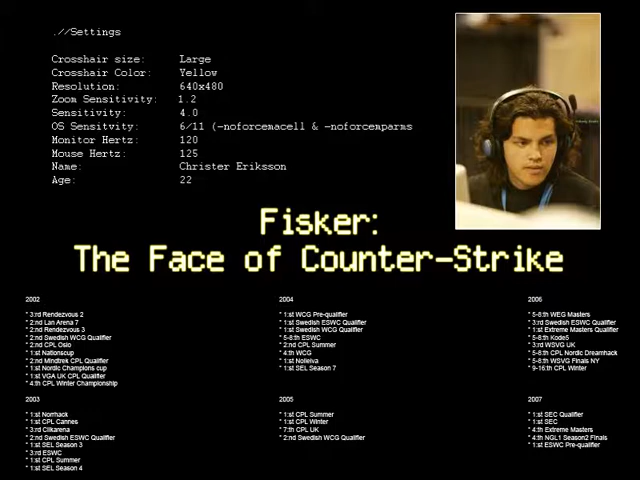 .//Settings
Crosshair size: Large
Crosshair Color: Yellow
Resolution: 640x480
Zoom Sensitivity: 1.2
Sensitivity: 4.0
OS Sensitvity: 6/11 (-noforcemacell & -noforcemparms
Monitor Hertz: 120
Mouse Hertz: 125
Name: Christer Eriksson
Age: 22
Fisker:
The Face of Counter-Strike
2002
* 3:rd Rendezvous 2
* 2:nd Lan Arena 7
* 2:nd Rendezvous 3
* 2:nd Swedish WCG Qualifier
* 2:nd CPL Oslo
* 1:st Nationscup
* 2:nd Mindtrek CPL Qualifier
* 1:st Nordic Champions cup
* 1:st VGA UK CPL Qualifier
* 4:th CPL Winter Championship
2003
* 1:st Norrhack
* 1:st CPL Cannes
* 3:rd Clikarena
* 2:nd Swedish ESWC Qualifier
* 1:st SEL Season 3
* 3:rd ESWC
* 1:st CPL Summer
* 1:st SEL Season 4
2004
* 1:st WCG Pre-qualifier
* 1:st Swedish ESWC Qualifier
* 1:st Swedish WCG Qualifier
* 5-8:th ESWC
* 2:nd CPL Summer
* 4:th WCG
* 1:st Nolleiva
* 1:st SEL Season 7
2005
* 1:st CPL Summer
* 1:st CPL Winter
* 7:th CPL UK
* 2:nd Swedish WCG Qualifier
2006
* 5-8:th WEG Masters
* 3:rd Swedish ESWC Qualifier
* 1:st Extreme Masters Qualifier
* 5-8:th Kode5
* 3:rd WSVG UK
* 5-8:th CPL Nordic Dreamhack
* 5-8:th WSVG Finals NY
* 9-16:th CPL Winter
2007
* 1:st SEC Qualifier
* 1:st SEC
* 4:th Extreme Masters
* 4:th NGL1 Season2 Finals
* 1:st ESWC Pre-qualifier